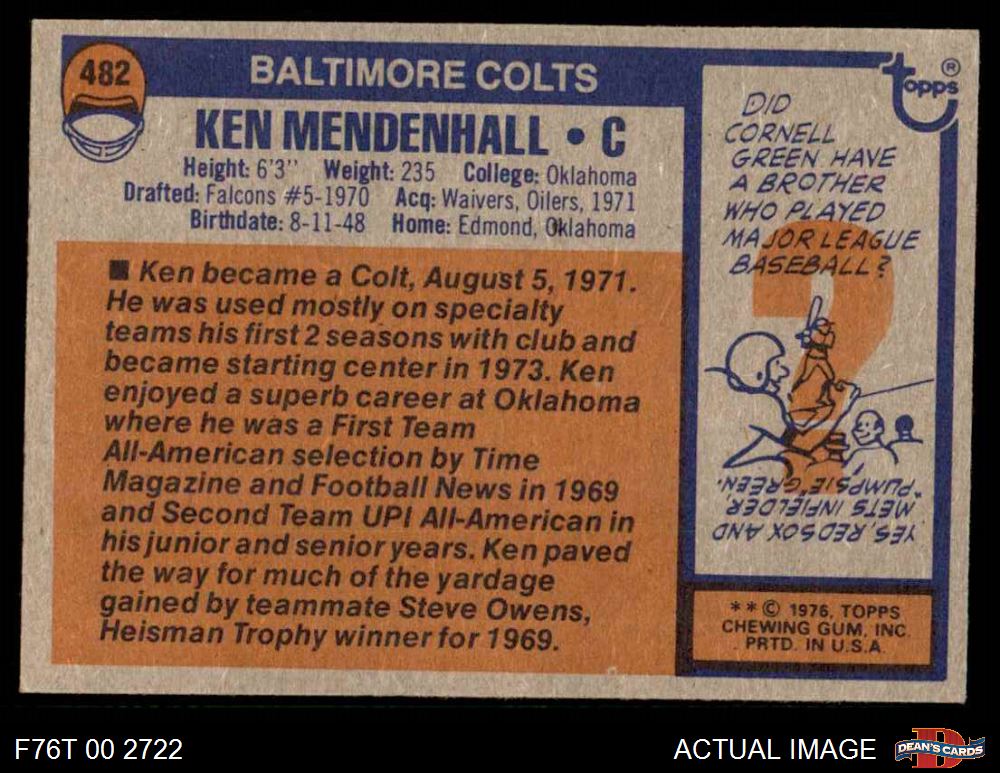 482
BALTIMORE COLTS
KEN MENDENHALL • C
Height: 6'3" Weight: 235 College: Oklahoma
Drafted: Falcons #5-1970 Acq: Waivers, Oilers, 1971
Birthdate: 8-11-48 Home: Edmond, Oklahoma
■ Ken became a Colt, August 5, 1971.
He was used mostly on specialty
teams his first 2 seasons with club and
became starting center in 1973. Ken
enjoyed a superb career at Oklahoma
where he was a First Team
All-American selection by Time
Magazine and Football News in 1969
and Second Team UPI All-American in
his junior and senior years. Ken paved
the way for much of the yardage
gained by teammate Steve Owens,
Heisman Trophy winner for 1969.
Topps ®
DID
CORNELL
GREEN HAVE
A BROTHER
WHO PLAYED
MAJOR LEAGUE
BASEBALL?
?
YES, RED SOX AND
METS INFIELDER,
"PUMPSIE" GREEN.
** © 1976, TOPPS
CHEWING GUM, INC.
PRTD. IN U.S.A.
F76T 00 2722
ACTUAL IMAGE
D
DEAN'S CARDS